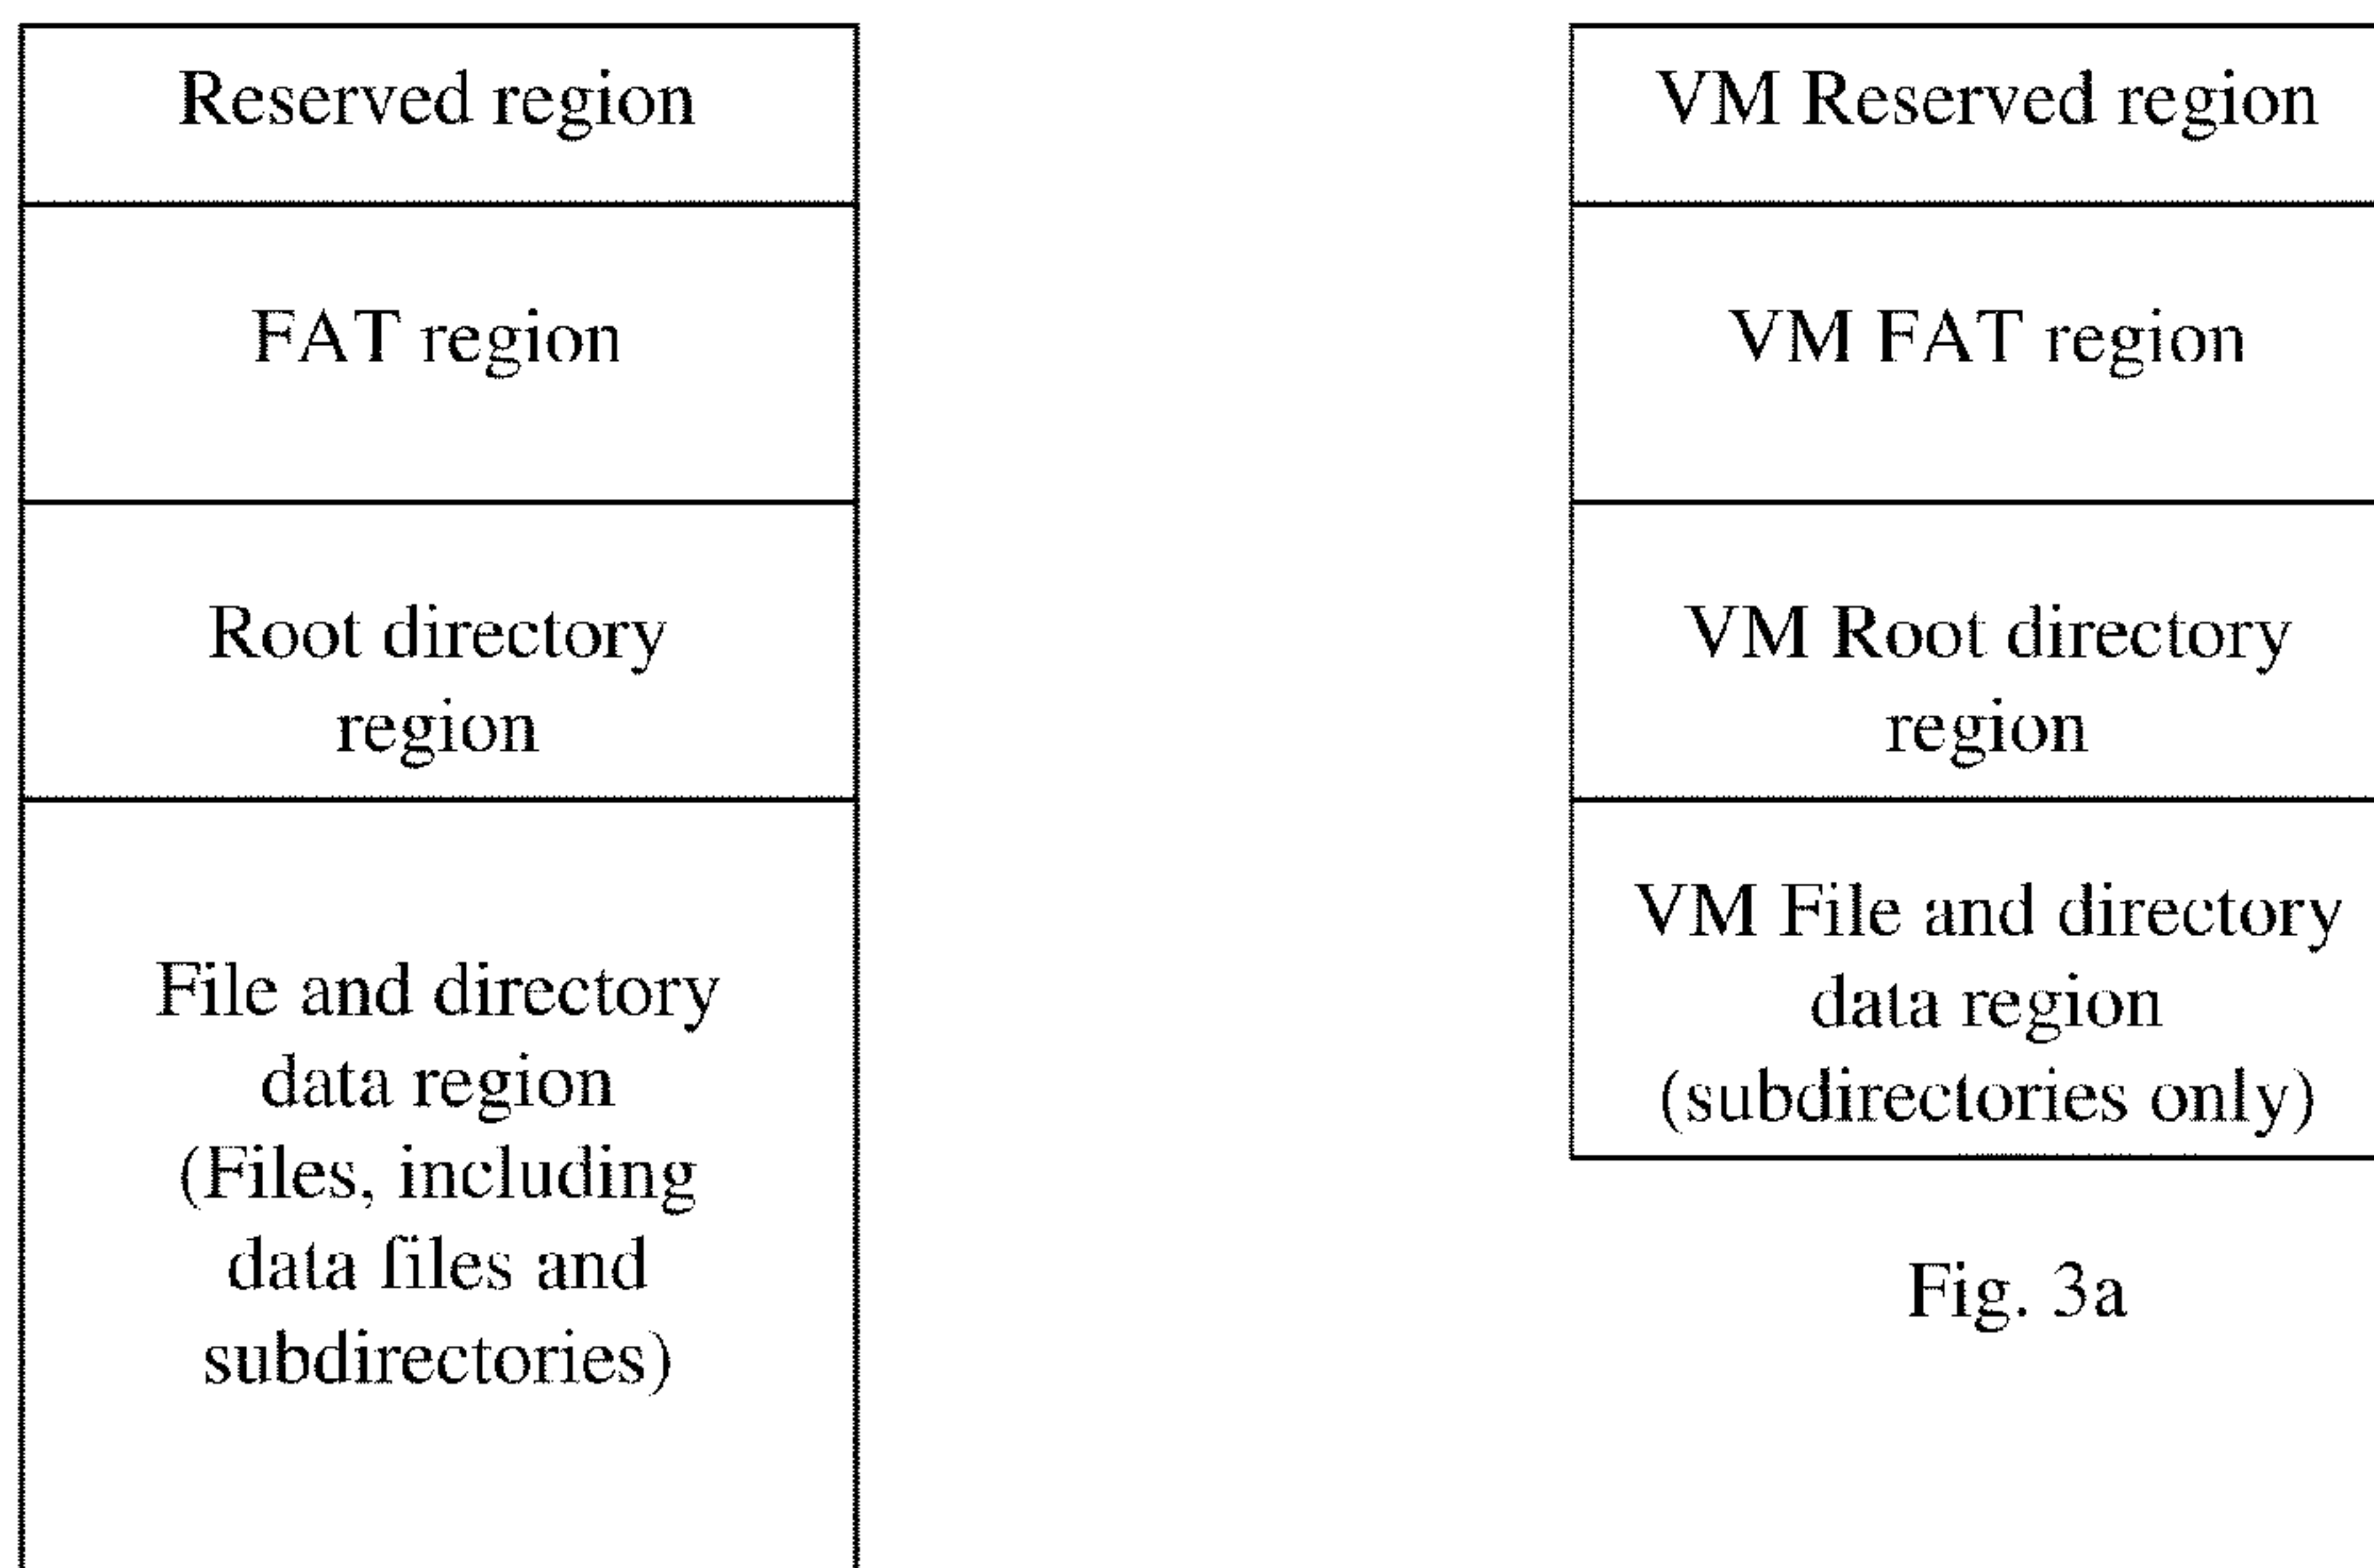 Reserved region
FAT region
Root directory
region
File and directory
data region
(Files, including
data files and
subdirectories)
VM Reserved region
VM FAT region
VM Root directory
region
VM File and directory
data region
(subdirectories only)
Fig. 3a